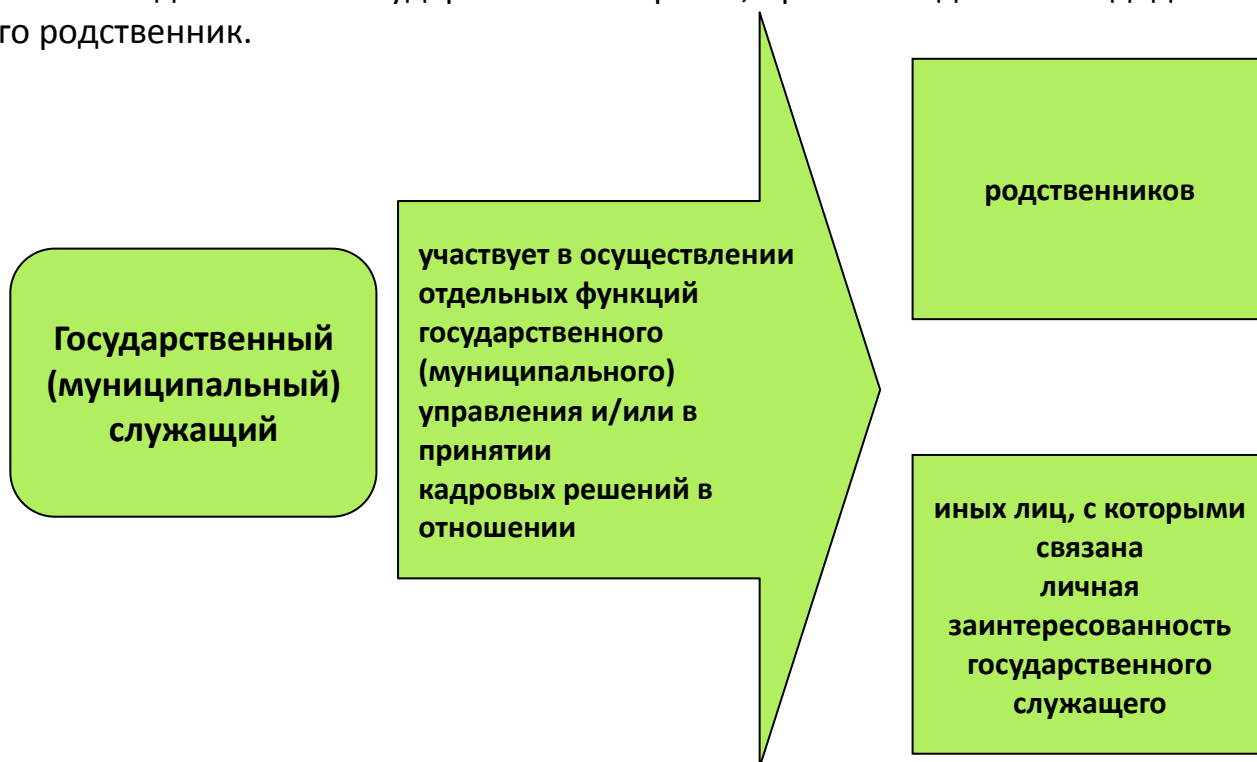 го родственник.
Государственный
(муниципальный)
служащий
участвует в осуществлении
отдельных функций
государственного
(муниципального)
управления и/или в
принятии
кадровых решений в
отношении
родственников
иных лиц, с которыми
связана
личная
заинтересованность
государственного
служащего